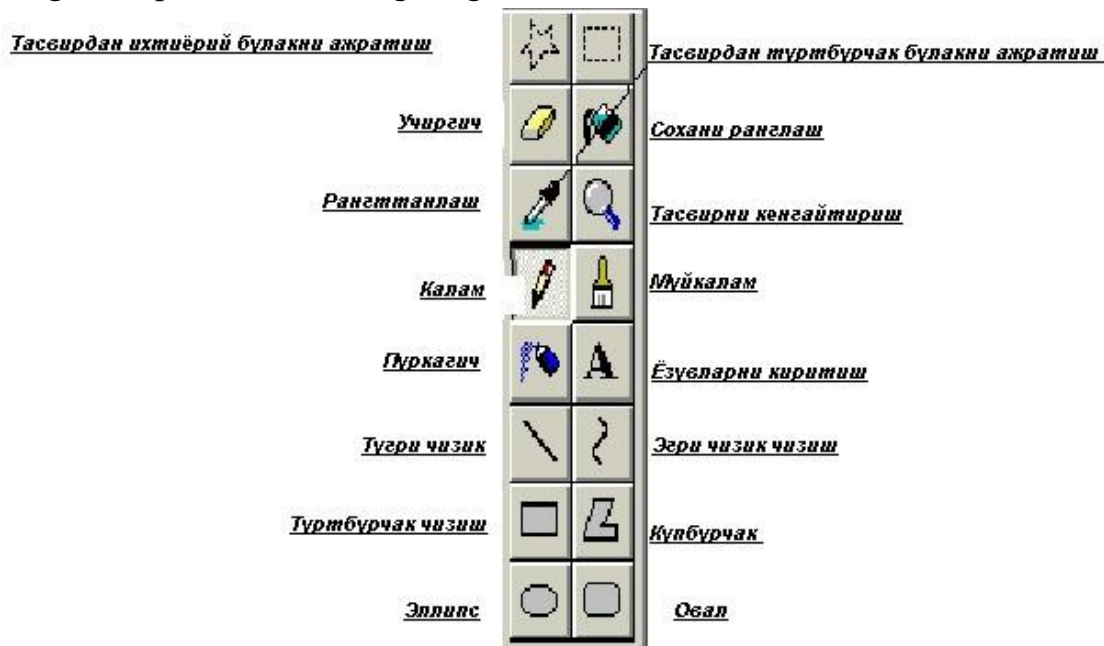 Тасвирдан ихтиёрий булакни ажратиш
Тасвирдан туртбурчак булакни ажратиш
Учиргич
Сохани ранглаш
Рангттанлаш
Тасвирни кенгайтириш
Калам
Муйкалам
Пуркагич
A
Ёзувларни киритиш
Тугри чизик
Эгри чизик чизиш
Туртбурчак чизиш
Купбурчак
Эллипс
Овал